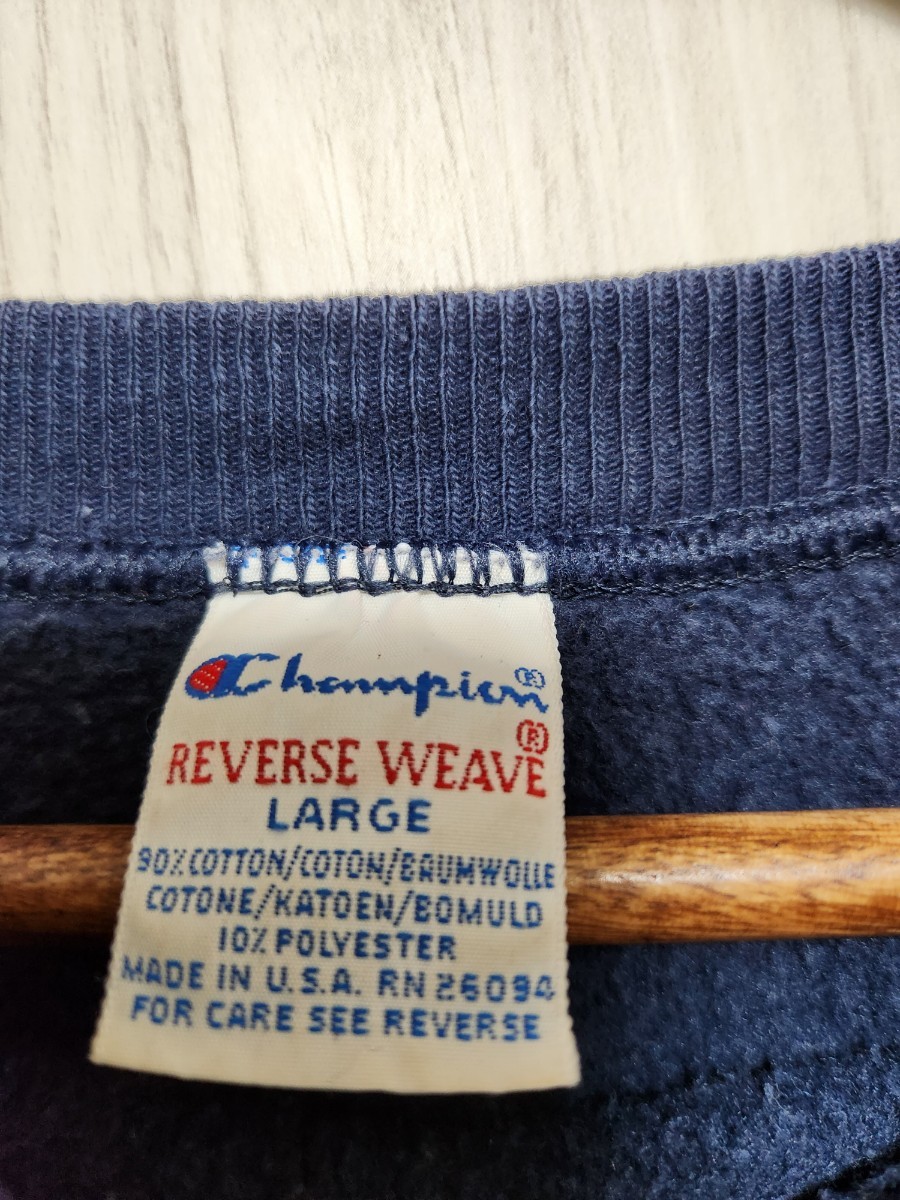 Champion®
REVERSE WEAVE®
LARGE
90% COTTON/COTON/BAUMWOLLE
COTONE/KATOEN/BOMULD
10% POLYESTER
MADE IN U.S.A. RN 26094
FOR CARE SEE REVERSE